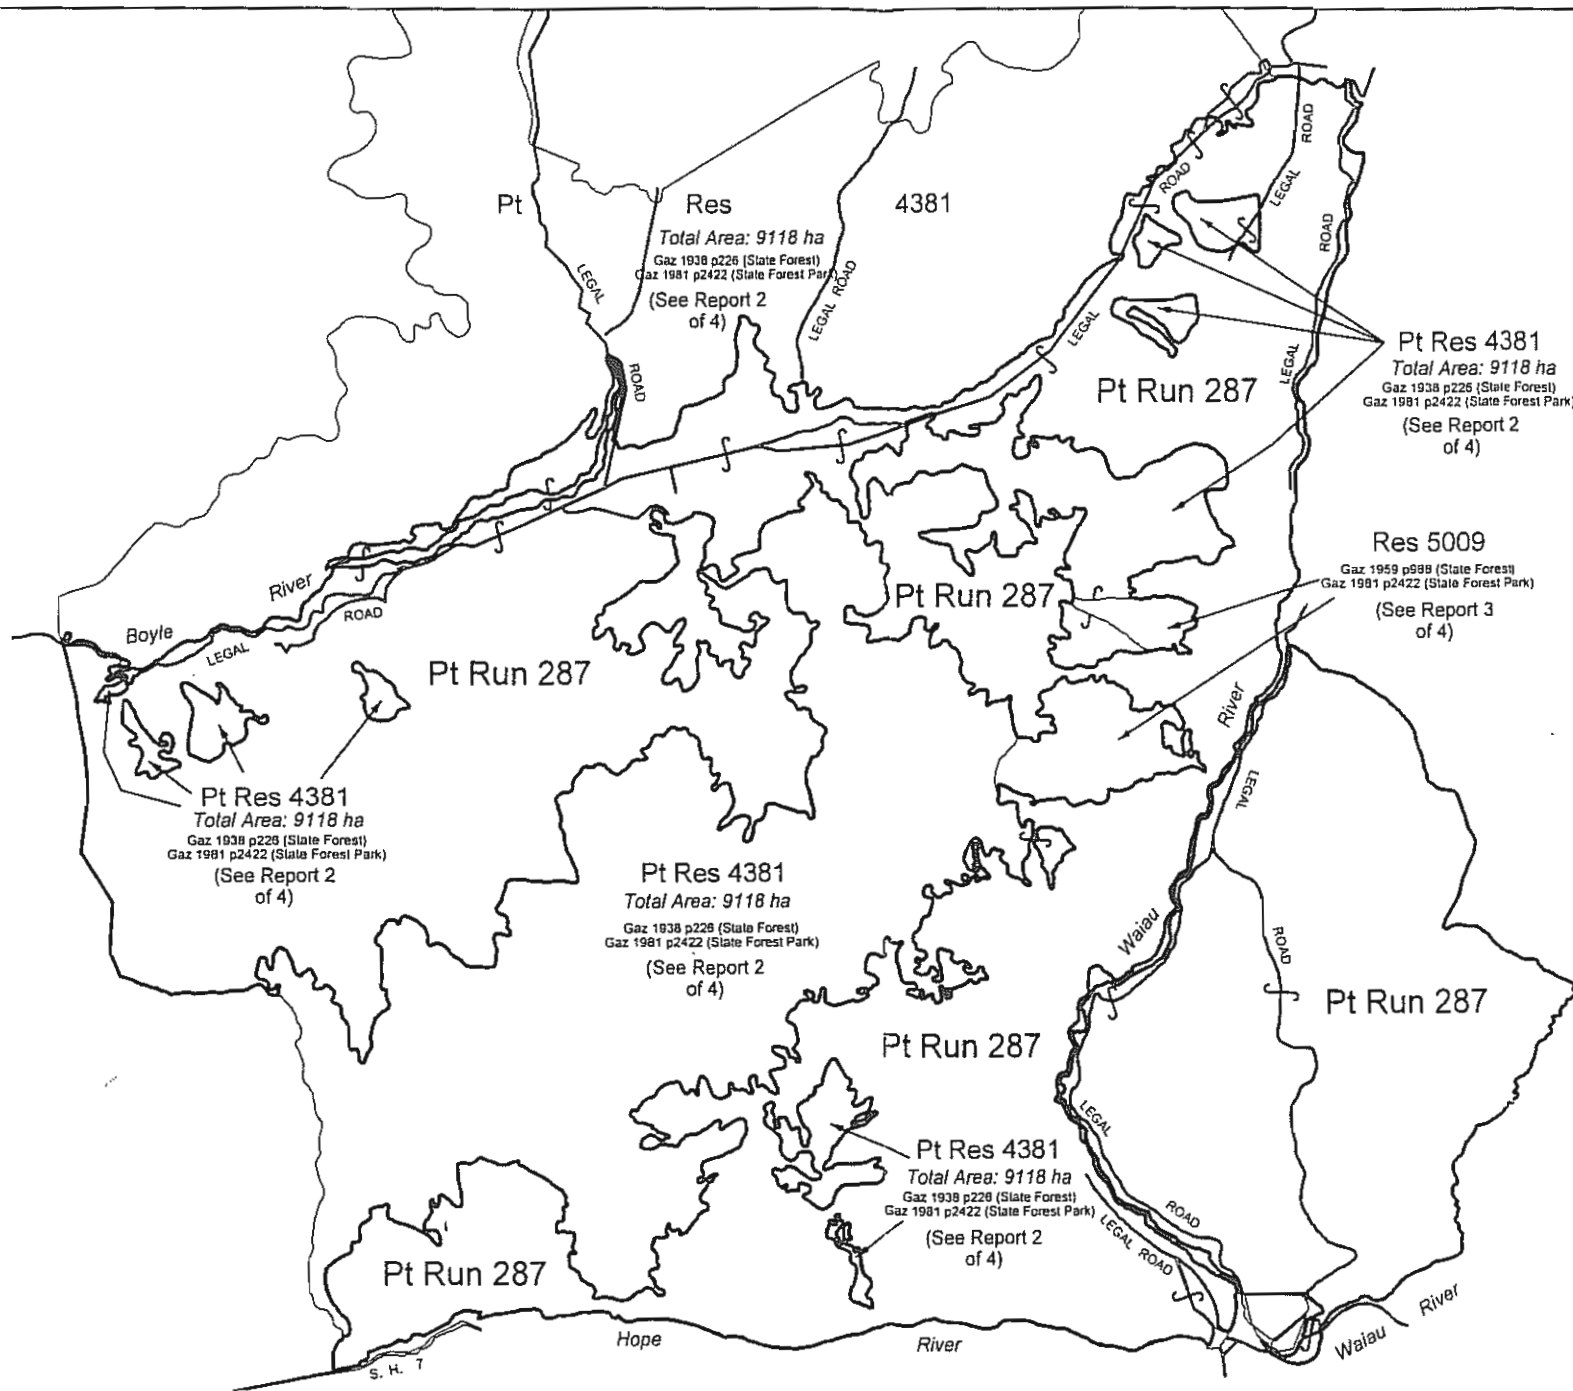 Pt
Res
4381
Total Area: 9118 ha
Gaz 1938 p226 (State Forest)
Gaz 1981 p2422 (State Forest Park)
(See Report 2
of 4)
LEGAL
ROAD
LEGAL ROAD
ROAD
LEGAL
ROAD
LEGAL
ROAD
LEGAL
Pt Res 4381
Total Area: 9118 ha
Gaz 1938 p226 (State Forest)
Gaz 1981 p2422 (State Forest Park)
(See Report 2
of 4)
Pt Run 287
Res 5009
Gaz 1959 p988 (State Forest)
Gaz 1981 p2422 (State Forest Park)
(See Report 3
of 4)
Pt Run 287
River
Boyle
LEGAL
ROAD
Pt Run 287
Pt Res 4381
Total Area: 9118 ha
Gaz 1938 p226 (State Forest)
Gaz 1981 p2422 (State Forest Park)
(See Report 2
of 4)
Pt Res 4381
Total Area: 9118 ha
Gaz 1938 p226 (State Forest)
Gaz 1981 p2422 (State Forest Park)
(See Report 2
of 4)
River
LEGAL
Waiau
ROAD
Pt Run 287
Pt Run 287
LEGAL
ROAD
LEGAL ROAD
Pt Res 4381
Total Area: 9118 ha
Gaz 1938 p226 (State Forest)
Gaz 1981 p2422 (State Forest Park)
(See Report 2
of 4)
Pt Run 287
Hope
River
Waiau
River
S. H. 7